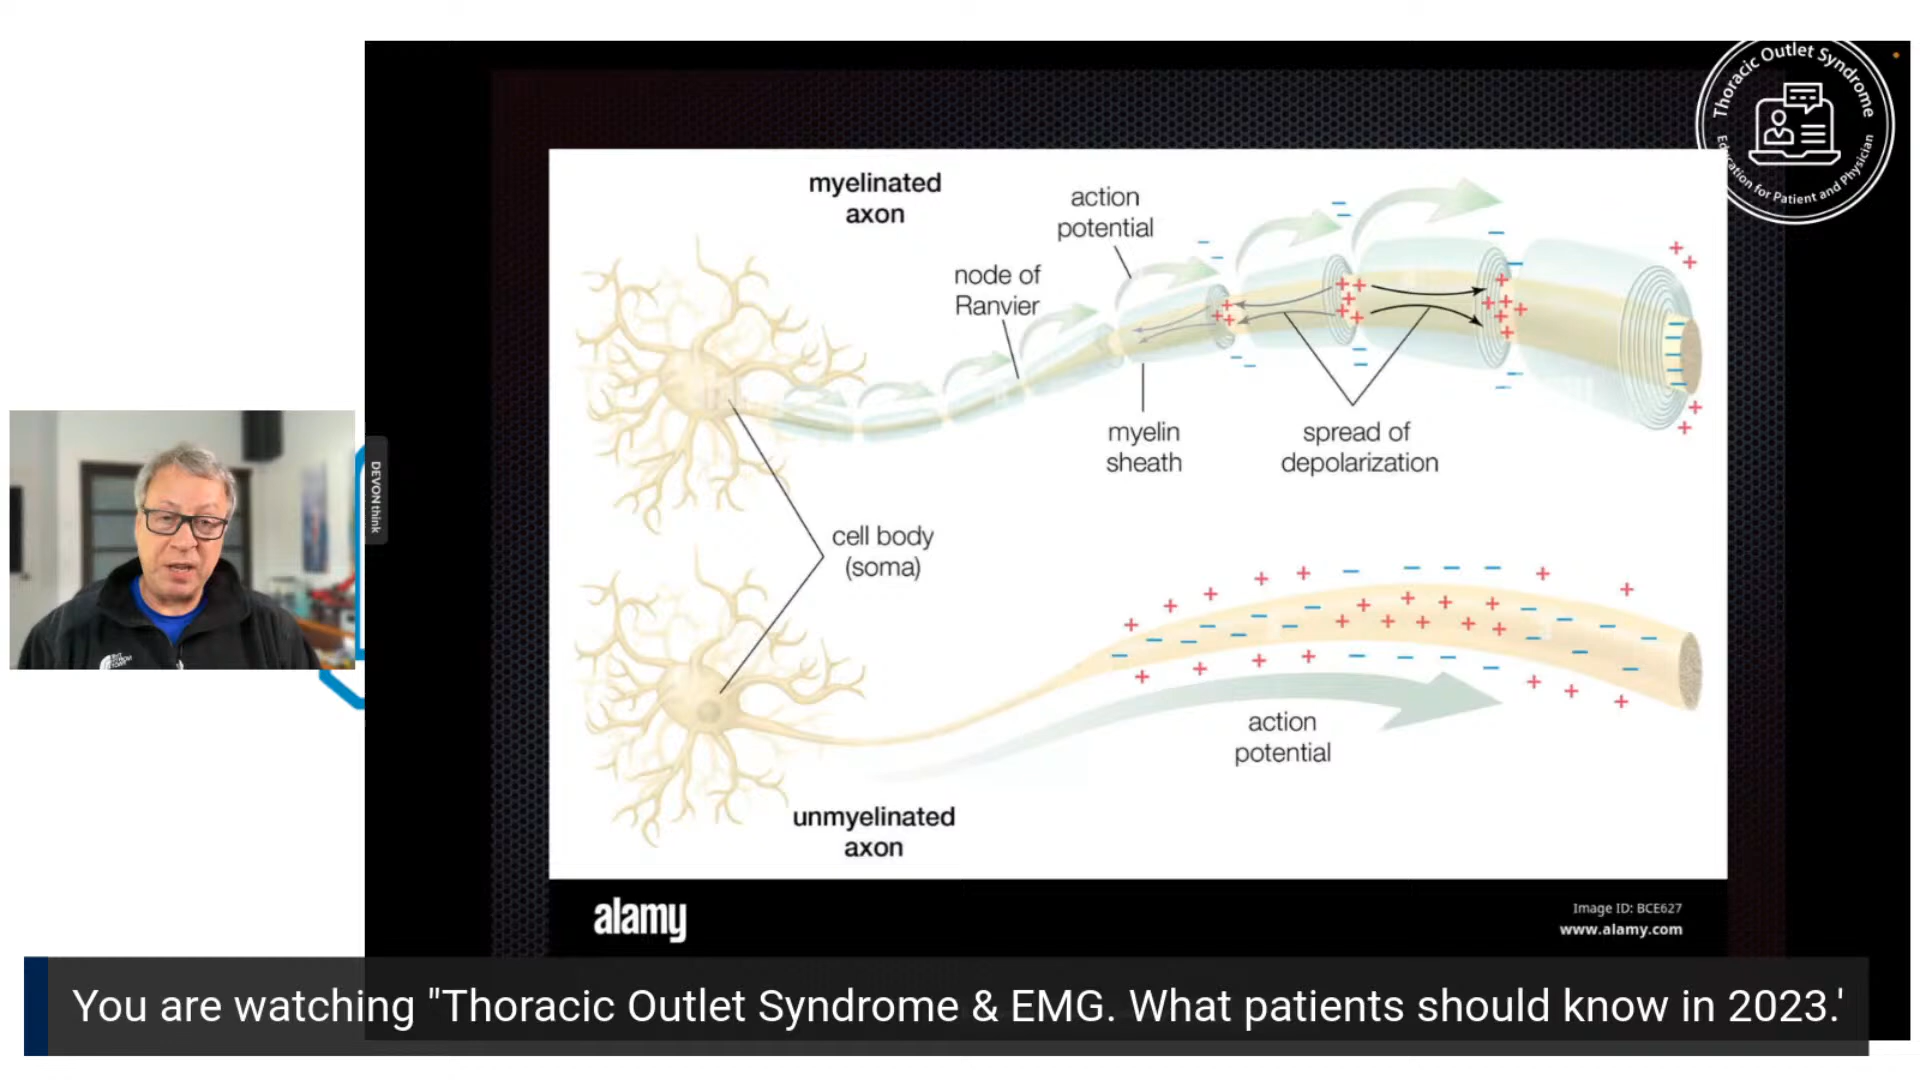 Thoracic Outlet Syndrome
Education for Patient and Physician
myelinated
axon
action
potential
node of
Ranvier
myelin
sheath
spread of
depolarization
cell body
(soma)
action
potential
unmyelinated
axon
DEVONthink
alamy
Image ID: BCE627
www.alamy.com
You are watching "Thoracic Outlet Syndrome & EMG. What patients should know in 2023.'